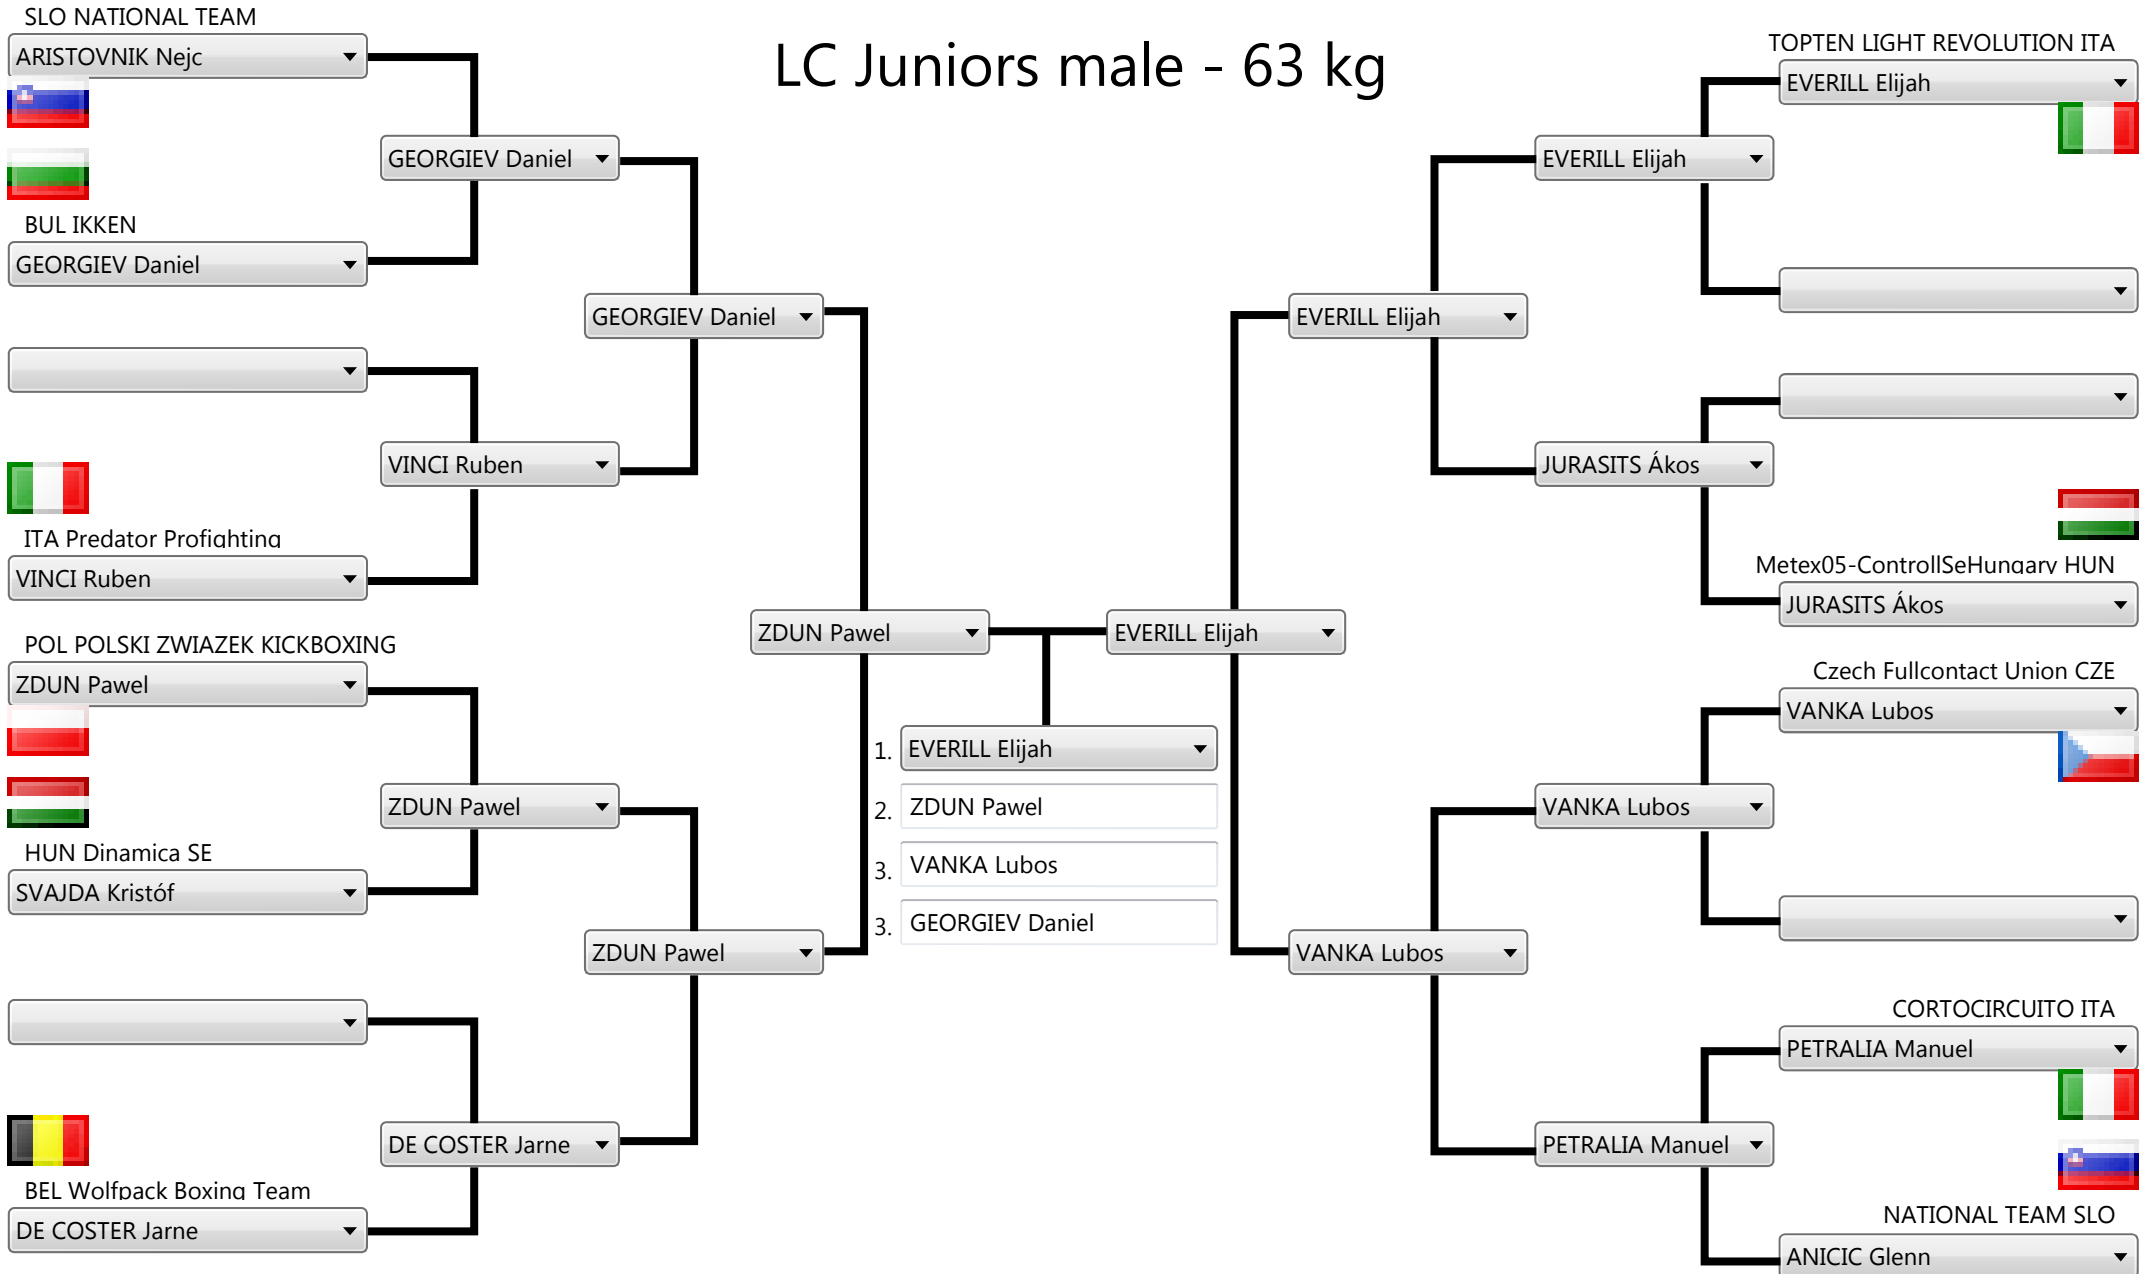 LC Juniors male - 63 kg
SLO NATIONAL TEAM
ARISTOVNIK Nejc
BUL IKKEN
GEORGIEV Daniel
ITA Predator Profighting
VINCI Ruben
POL POLSKI ZWIAZEK KICKBOXING
ZDUN Pawel
HUN Dinamica SE
SVAJDA Kristóf
BEL Wolfpack Boxing Team
DE COSTER Jarne
GEORGIEV Daniel
VINCI Ruben
ZDUN Pawel
DE COSTER Jarne
GEORGIEV Daniel
ZDUN Pawel
ZDUN Pawel
EVERILL Elijah
1. EVERILL Elijah
2. ZDUN Pawel
3. VANKA Lubos
3. GEORGIEV Daniel
EVERILL Elijah
VANKA Lubos
EVERILL Elijah
JURASITS Ákos
VANKA Lubos
PETRALIA Manuel
TOPTEN LIGHT REVOLUTION ITA
EVERILL Elijah
Metex05-ControllSeHungary HUN
JURASITS Ákos
Czech Fullcontact Union CZE
VANKA Lubos
CORTOCIRCUITO ITA
PETRALIA Manuel
NATIONAL TEAM SLO
ANICIC Glenn